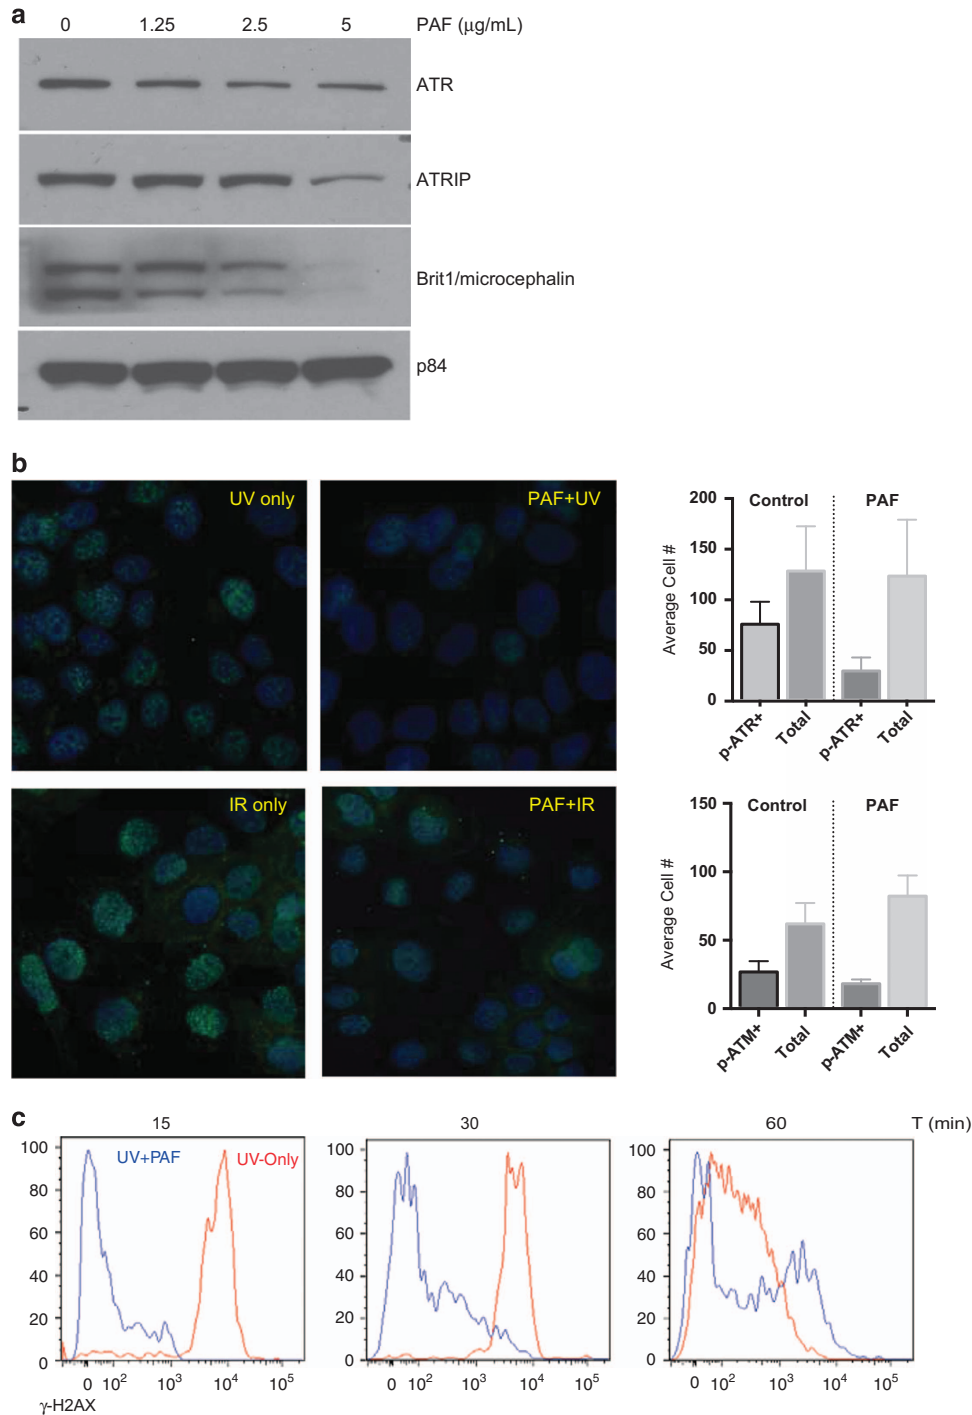 a
0 1.25 2.5 5 PAF (µg/mL)
ATR
ATRIP
Brit1/microcephalin
p84
b
UV only
PAF+UV
IR only
PAF+IR
200
150
100
50
0
Average Cell #
Control PAF
p-ATR+ Total p-ATR+ Total
150
100
50
0
Average Cell #
Control PAF
p-ATM+ Total p-ATM+ Total
c
15 30 60 T (min)
UV+PAF UV-Only
100
80
60
40
20
0
0 10² 10³ 10⁴ 10⁵
100
80
60
40
20
0
0 10² 10³ 10⁴ 10⁵
100
80
60
40
20
0
0 10² 10³ 10⁴ 10⁵
γ-H2AX